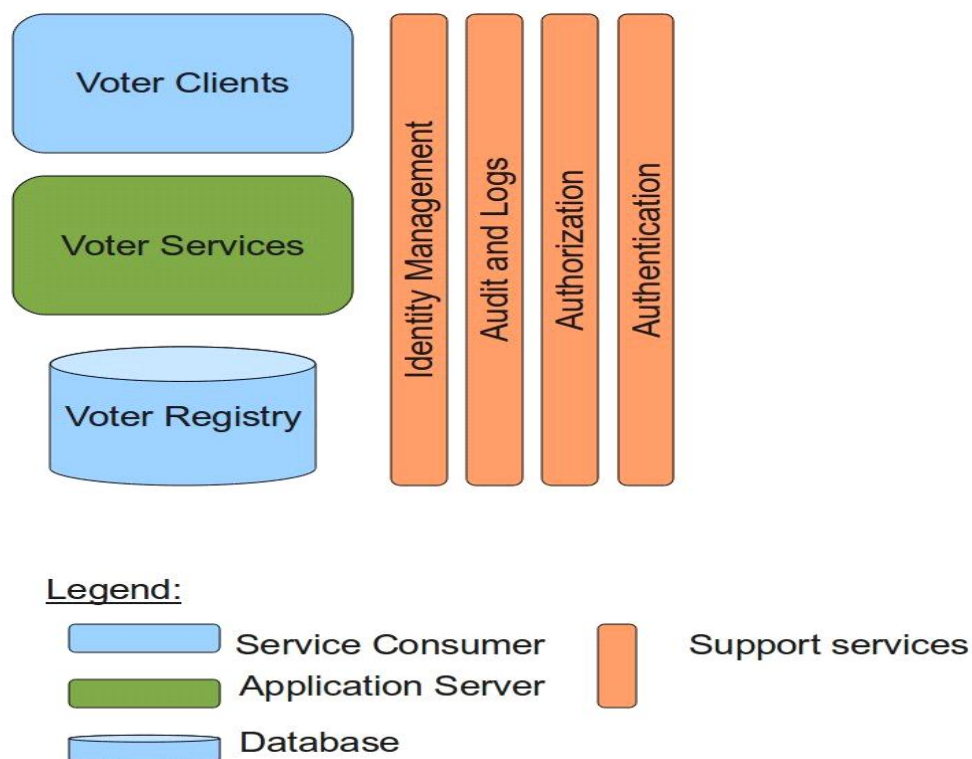 Voter Clients
Voter Services
Voter Registry
Identity Management
Audit and Logs
Authorization
Authentication
Legend:
Service Consumer
Application Server
Database
Support services